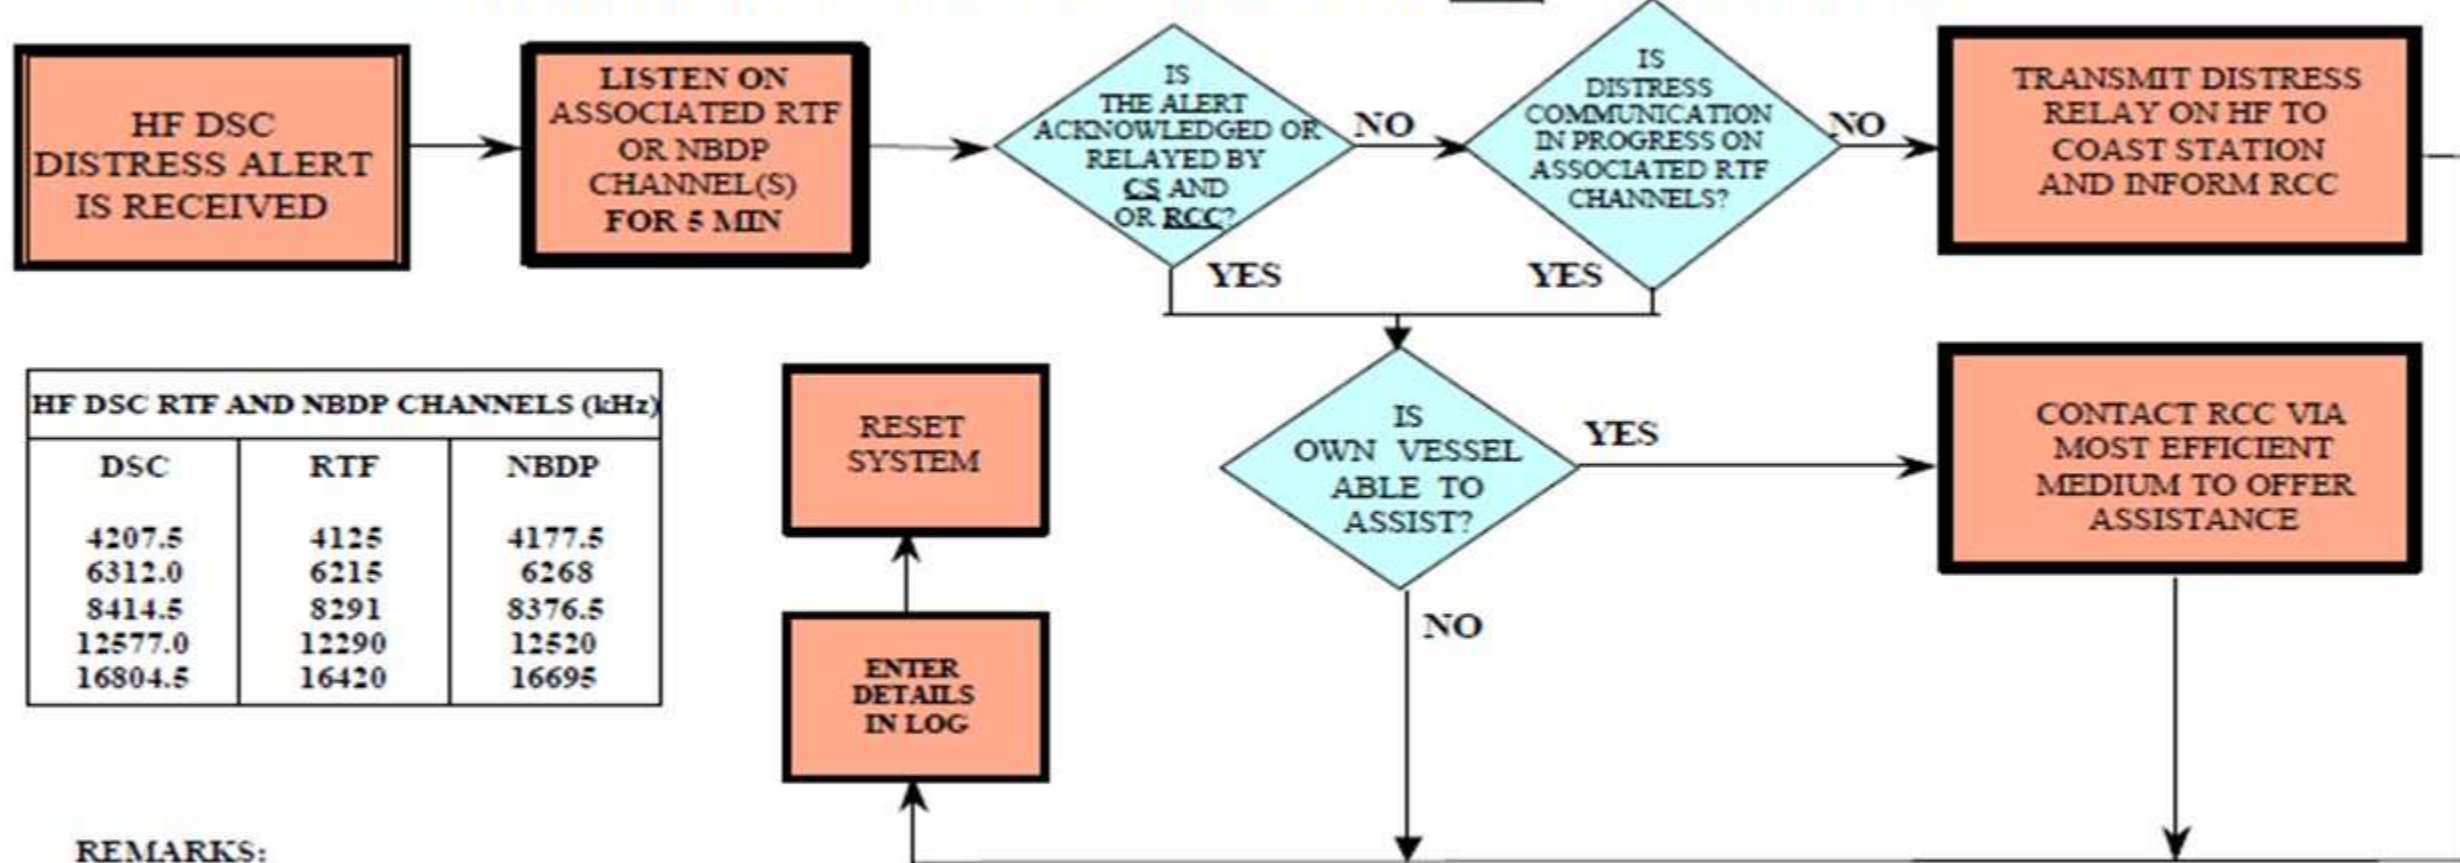 HF DSC
DISTRESS ALERT
IS RECEIVED
LISTEN ON
ASSOCIATED RTF
OR NBDP
CHANNEL(S)
FOR 5 MIN
IS
THE ALERT
ACKNOWLEDGED OR
RELAYED BY
CS AND
OR RCC?
NO
YES
IS
DISTRESS
COMMUNICATION
IN PROGRESS ON
ASSOCIATED RTF
CHANNELS?
NO
YES
TRANSMIT DISTRESS
RELAY ON HF TO
COAST STATION
AND INFORM RCC
HF DSC RTF AND NBDP CHANNELS (kHz)
DSC RTF NBDP
4207.5 4125 4177.5
6312.0 6215 6268
8414.5 8291 8376.5
12577.0 12290 12520
16804.5 16420 16695
RESET
SYSTEM
ENTER
DETAILS
IN LOG
IS
OWN VESSEL
ABLE TO
ASSIST?
YES
NO
CONTACT RCC VIA
MOST EFFICIENT
MEDIUM TO OFFER
ASSISTANCE
REMARKS: